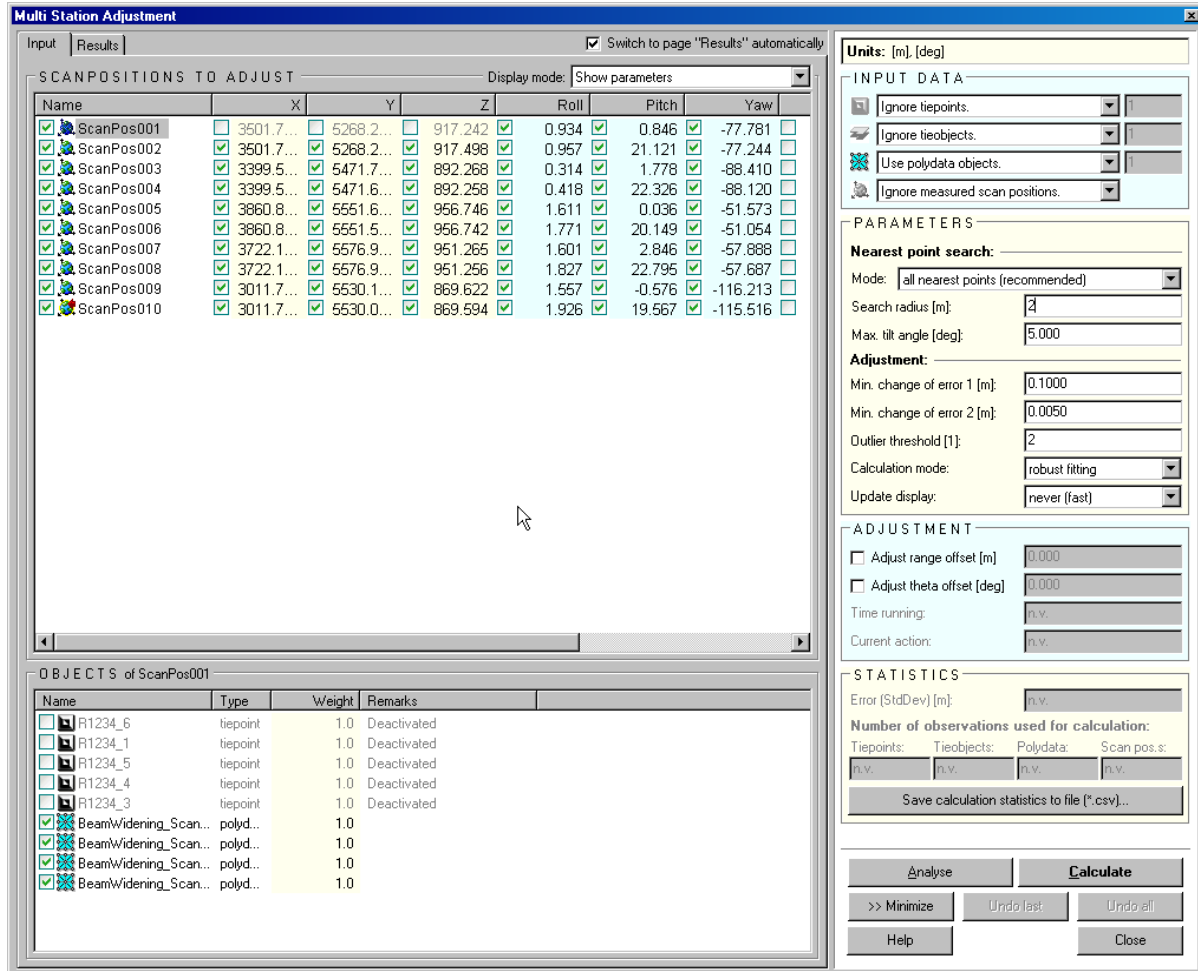 Multi Station Adjustment
Input Results Switch to page "Results" automatically
SCANPOSITIONS TO ADJUST Display mode: Show parameters
Name X Y Z Roll Pitch Yaw
ScanPos001 3501.7... 5268.2... 917.242 0.934 0.846 -77.781
ScanPos002 3501.7... 5268.2... 917.498 0.957 21.121 -77.244
ScanPos003 3399.5... 5471.7... 892.268 0.314 1.778 -88.410
ScanPos004 3399.5... 5471.6... 892.258 0.418 22.326 -88.120
ScanPos005 3860.8... 5551.6... 956.746 1.611 0.036 -51.573
ScanPos006 3860.8... 5551.5... 956.742 1.771 20.149 -51.054
ScanPos007 3722.1... 5576.9... 951.265 1.601 2.846 -57.888
ScanPos008 3722.1... 5576.9... 951.256 1.827 22.795 -57.687
ScanPos009 3011.7... 5530.1... 869.622 1.557 -0.576 -116.213
ScanPos010 3011.7... 5530.0... 869.594 1.926 19.567 -115.516
OBJECTS of ScanPos001
Name Type Weight Remarks
R1234_6 tiepoint 1.0 Deactivated
R1234_1 tiepoint 1.0 Deactivated
R1234_5 tiepoint 1.0 Deactivated
R1234_4 tiepoint 1.0 Deactivated
R1234_3 tiepoint 1.0 Deactivated
BeamWidening_Scan... polyd... 1.0
BeamWidening_Scan... polyd... 1.0
BeamWidening_Scan... polyd... 1.0
BeamWidening_Scan... polyd... 1.0
Units: [m], [deg]
INPUT DATA
Ignore tiepoints. 1
Ignore tieobjects. 1
Use polydata objects. 1
Ignore measured scan positions.
PARAMETERS
Nearest point search:
Mode: all nearest points (recommended)
Search radius [m]: 2
Max. tilt angle [deg]: 5.000
Adjustment:
Min. change of error 1 [m]: 0.1000
Min. change of error 2 [m]: 0.0050
Outlier threshold [1]: 2
Calculation mode: robust fitting
Update display: never (fast)
ADJUSTMENT
Adjust range offset [m] 0.000
Adjust theta offset [deg] 0.000
Time running: n.v.
Current action: n.v.
STATISTICS
Error (StdDev) [m]: n.v.
Number of observations used for calculation:
Tiepoints: Tieobjects: Polydata: Scan pos.s:
n.v. n.v. n.v. n.v.
Save calculation statistics to file (*.csv)...
Analyse Calculate
>> Minimize Undo last Undo all
Help Close